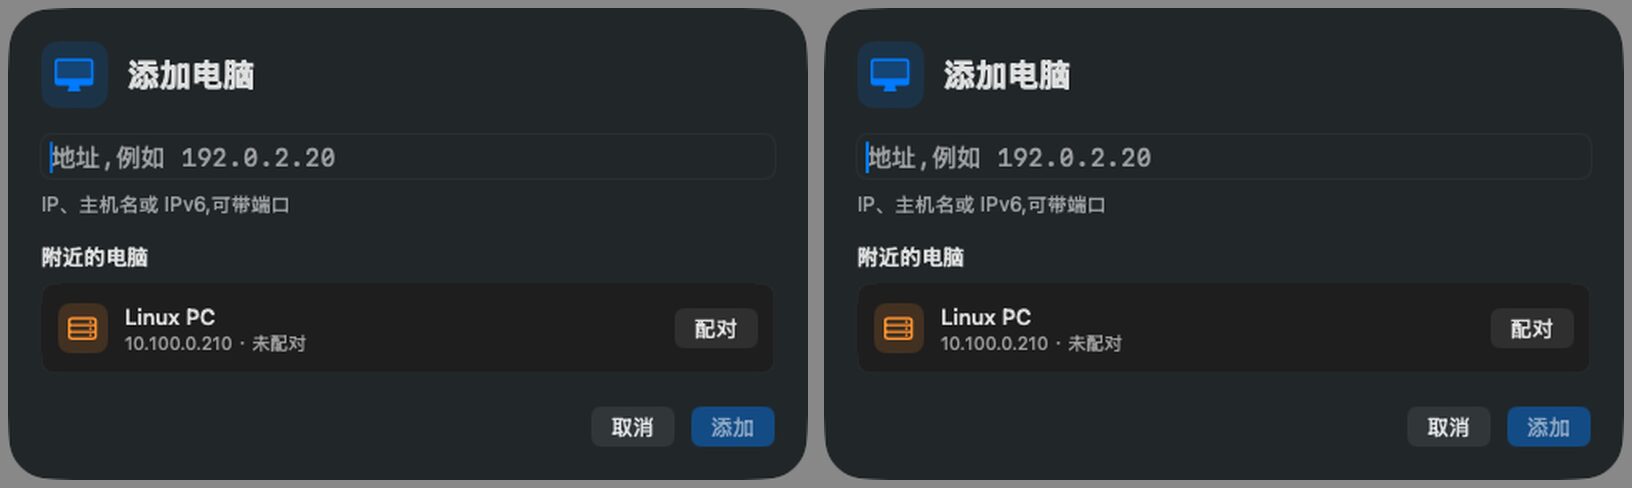 添加电脑
地址,例如 192.0.2.20
IP、主机名或 IPv6,可带端口
附近的电脑
Linux PC
10.100.0.210 · 未配对
配对
取消
添加
添加电脑
地址,例如 192.0.2.20
IP、主机名或 IPv6,可带端口
附近的电脑
Linux PC
10.100.0.210 · 未配对
配对
取消
添加